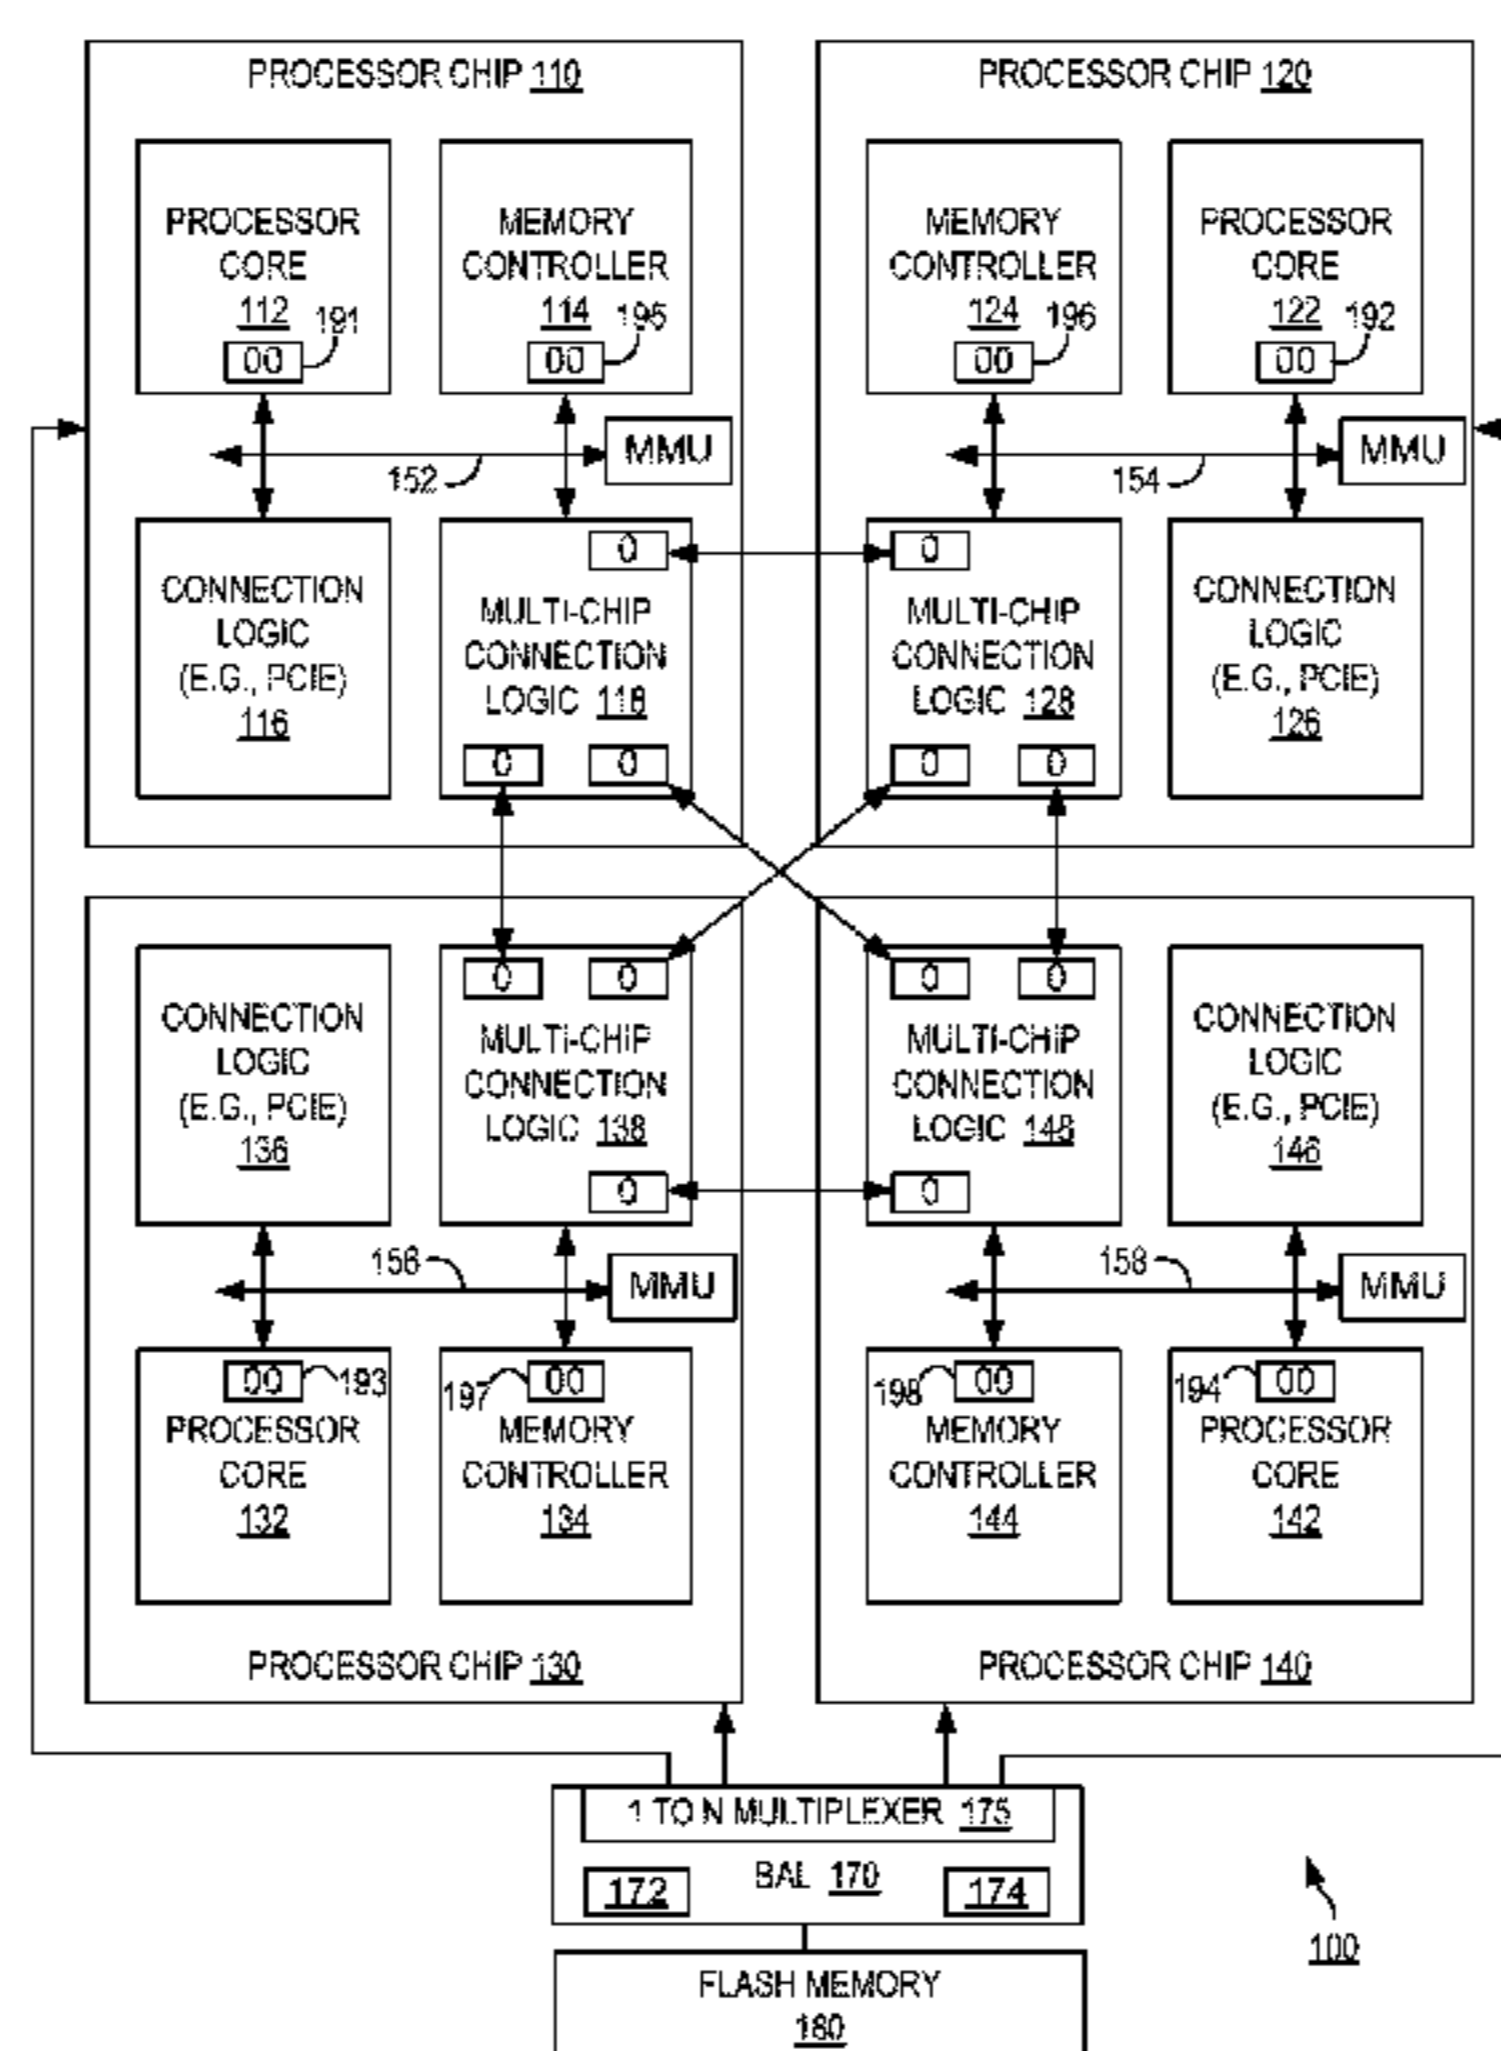 PROCESSOR CHIP 110
PROCESSOR
CORE
112
191
00
MEMORY
CONTROLLER
114
195
00
152
MMU
CONNECTION
LOGIC
(E.G., PCIE)
116
0
MULTI-CHIP
CONNECTION
LOGIC 118
0
0
PROCESSOR CHIP 120
MEMORY
CONTROLLER
124
196
00
PROCESSOR
CORE
122
192
00
154
MMU
0
MULTI-CHIP
CONNECTION
LOGIC 128
0
0
CONNECTION
LOGIC
(E.G., PCIE)
126
CONNECTION
LOGIC
(E.G., PCIE)
136
0
0
MULTI-CHIP
CONNECTION
LOGIC 138
0
156
MMU
00
193
PROCESSOR
CORE
132
197
00
MEMORY
CONTROLLER
134
PROCESSOR CHIP 130
0
0
MULTI-CHIP
CONNECTION
LOGIC 148
0
CONNECTION
LOGIC
(E.G., PCIE)
146
158
MMU
198
00
MEMORY
CONTROLLER
144
194
00
PROCESSOR
CORE
142
PROCESSOR CHIP 140
1 TO N MULTIPLEXER 175
BAL 170
172
174
FLASH MEMORY
180
100